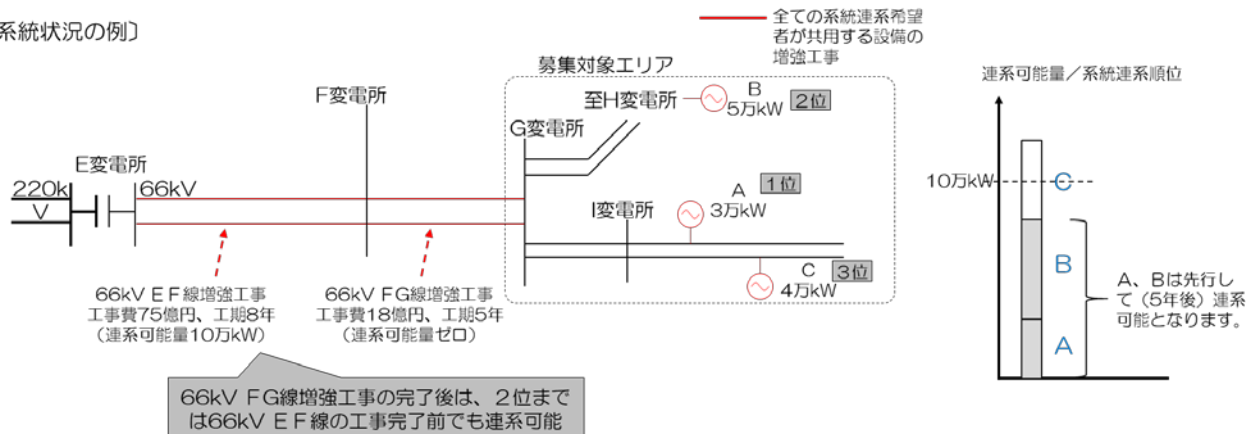 系統状況の例〕
全ての系統連系希望
者が共用する設備の
増強工事
募集対象エリア
F変電所
至H変電所
B
5万kW
2位
G変電所
E変電所
220k
V
66kV
I変電所
A
1位
3万kW
C
3位
4万kW
66kV EF線増強工事
工事費75億円、工期8年
（連系可能量10万kW）
66kV FG線増強工事
工事費18億円、工期5年
（連系可能量ゼロ）
66kV FG線増強工事の完了後は、2位まで
は66kV EF線の工事完了前でも連系可能
連系可能量／系統連系順位
10万kW
C
B
A
A、Bは先行し
て（5年後）連系
可能となります。